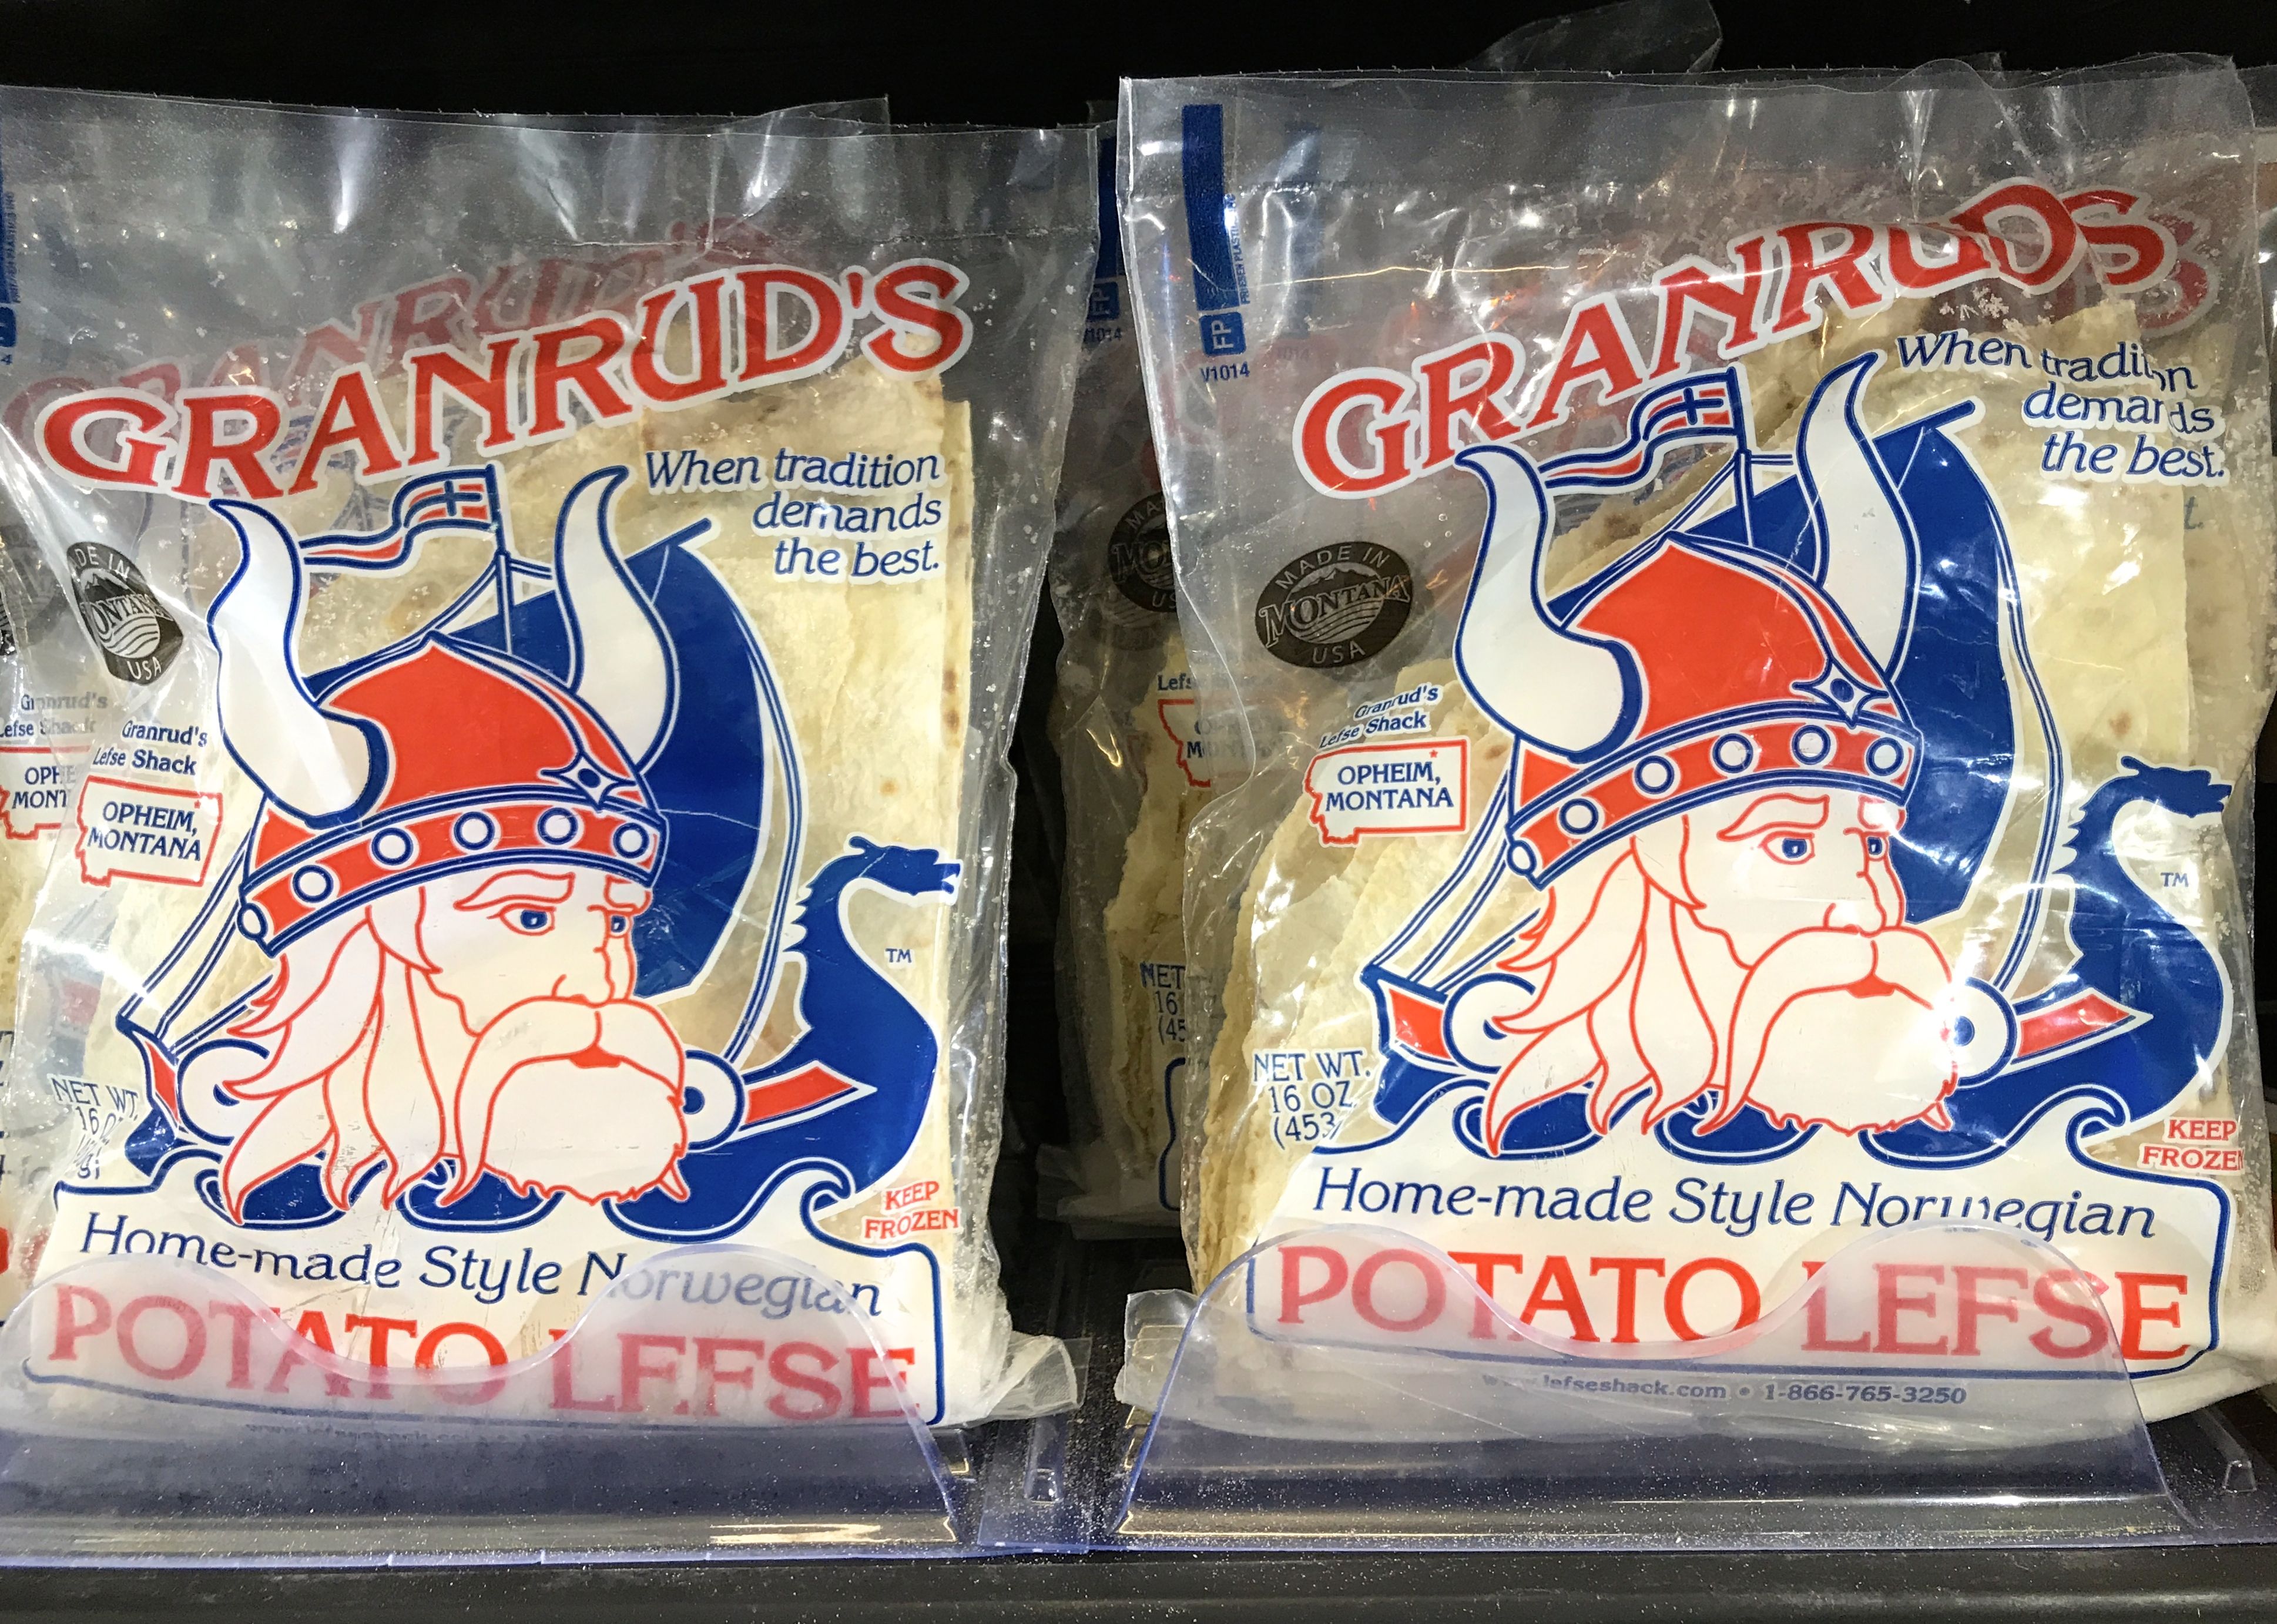 GRANRUD'S
When tradition
demands
the best.
MADE IN
MONTANA
USA
Granrud's
Lefse Shack
OPHEIM,
MONTANA
TM
NET WT.
16
KEEP
FROZEN
Home-made Style Norwegian
POTATO LEFSE
GRANRUD'S
When tradition
demands
the best.
FP
V1014
MADE IN
MONTANA
USA
Granrud's
Lefse Shack
OPHEIM,
MONTANA
TM
NET WT.
16 OZ
(453
KEEP
FROZEN
Home-made Style Norwegian
POTATO LEFSE
www.lefseshack.com • 1-866-765-3250